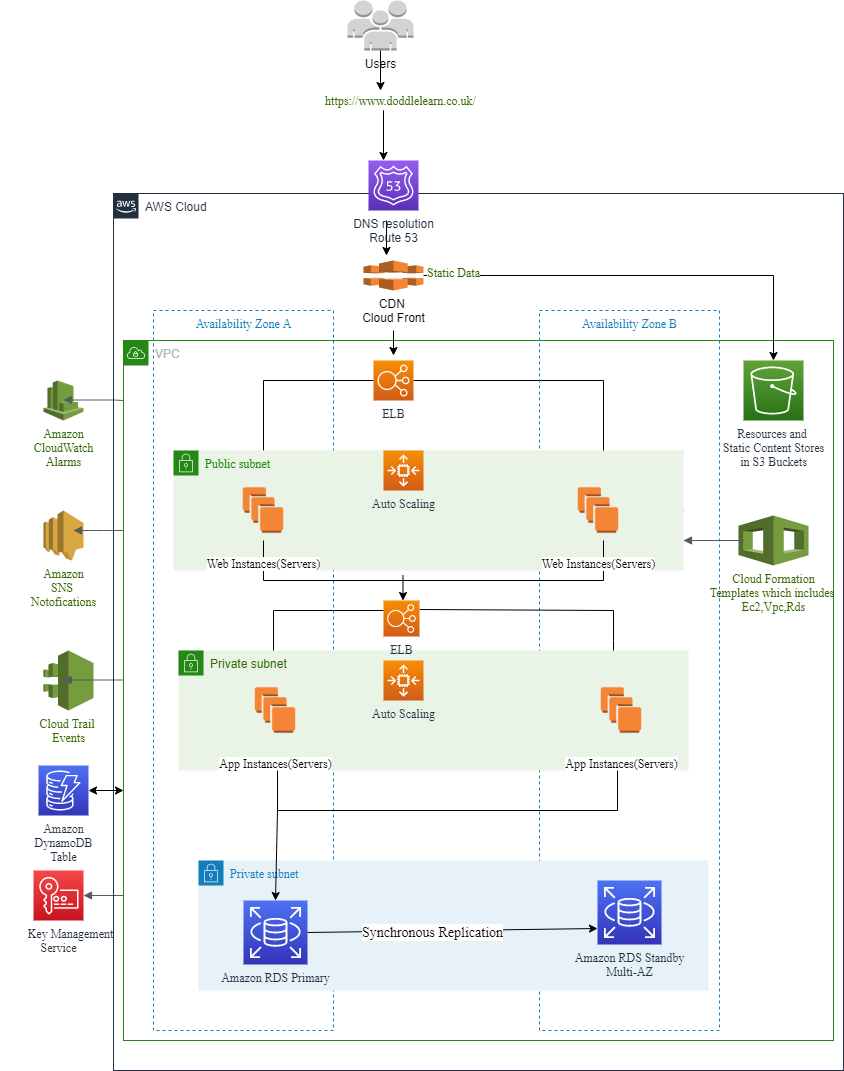 Users
https://www.doddlelearn.co.uk/
53
aws
AWS Cloud
DNS resolution
Route 53
Static Data
CDN
Cloud Front
Availability Zone A
Availability Zone B
VPC
ELB
Amazon
CloudWatch
Alarms
Resources and
Static Content Stores
in S3 Buckets
Public subnet
Auto Scaling
Web Instances(Servers)
Web Instances(Servers)
Amazon
SNS
Notofications
Cloud Formation
Templates which includes
Ec2,Vpc,Rds
ELB
Private subnet
Auto Scaling
Cloud Trail
Events
App Instances(Servers)
App Instances(Servers)
Amazon
DynamoDB
Table
Private subnet
Key Management
Service
Synchronous Replication
Amazon RDS Primary
Amazon RDS Standby
Multi-AZ